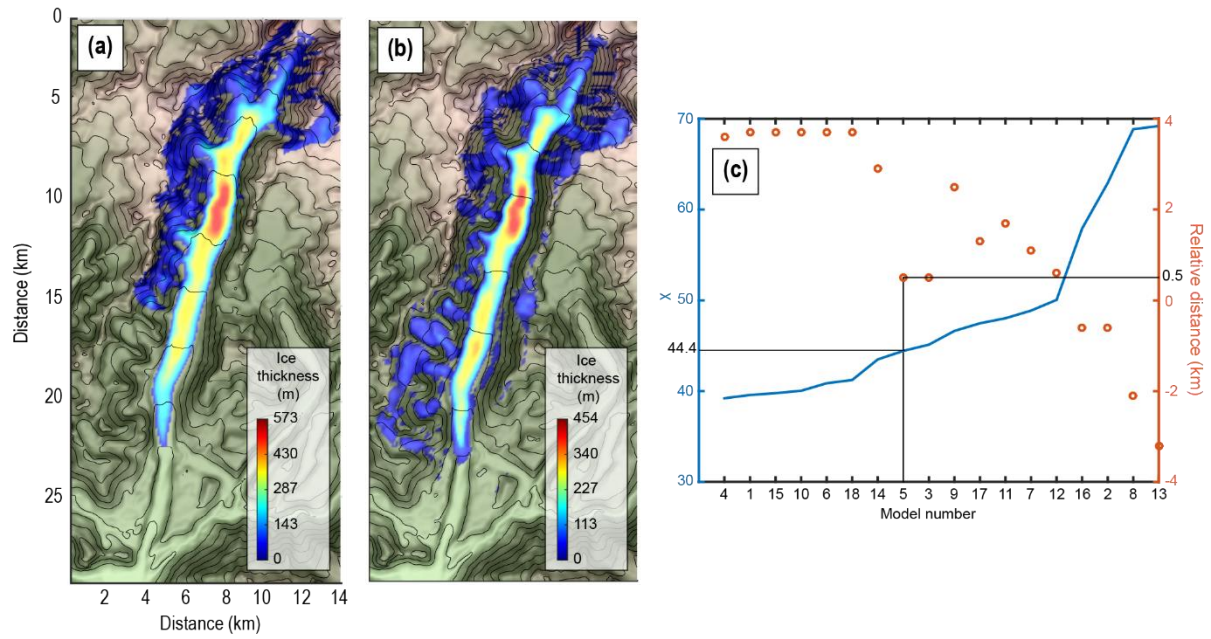 (a)
(b)
(c)
0
5
10
15
20
25
Distance (km)
2 4 6 8 10 12 14
Distance (km)
Ice
thickness
(m)
573
430
287
143
0
Ice
thickness
(m)
454
340
227
113
0
70
60
50
44.4
40
30
χ
4
2
0.5
0
-2
-4
Relative distance (km)
4 1 15 10 6 18 14 5 3 9 17 11 7 12 16 2 8 13
Model number